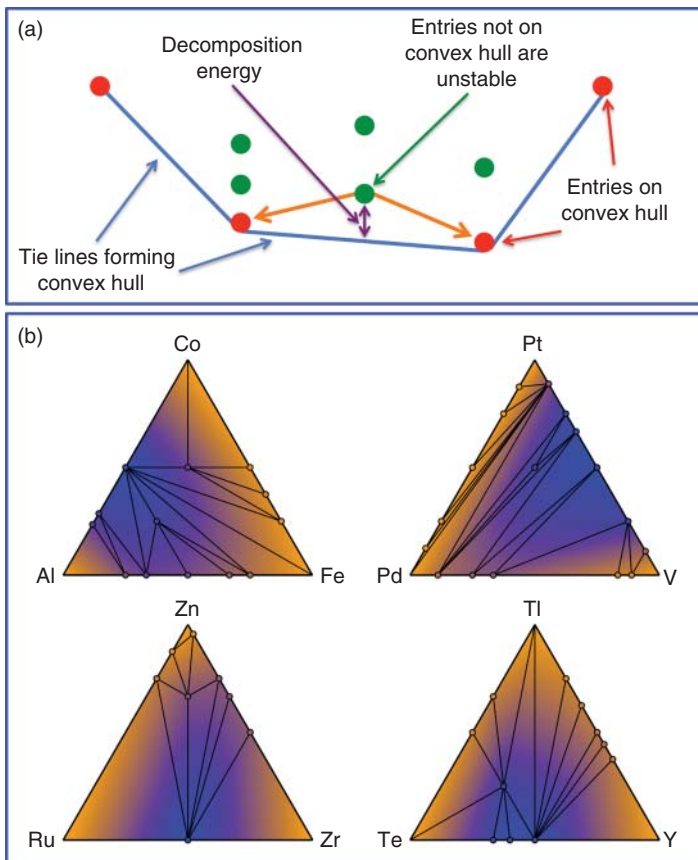 (a)
Decomposition
energy
Entries not on
convex hull are
unstable
Entries on
convex hull
Tie lines forming
convex hull
(b)
Co
Al
Fe
Pt
Pd
V
Zn
Ru
Zr
Tl
Te
Y